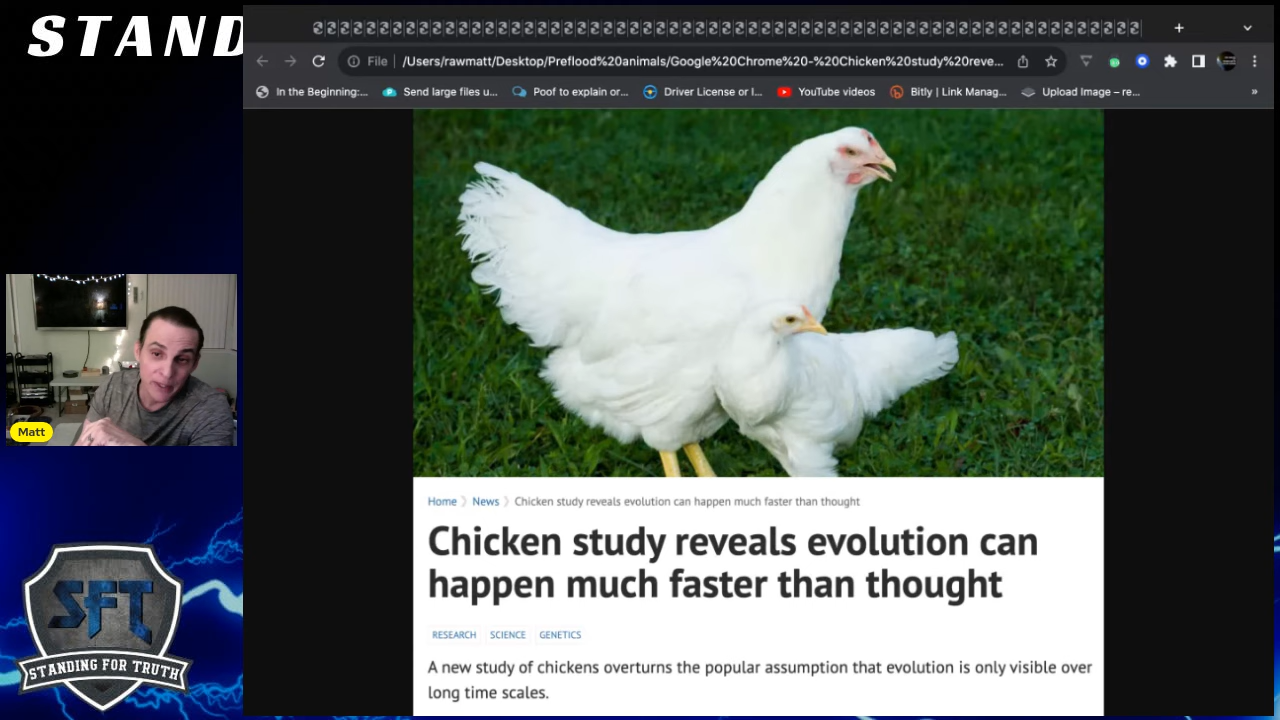 STAND
File
/Users/rawmatt/Desktop/Preflood%20animals/Google%20Chrome%20-%20Chicken%20study%20reve...
In the Beginning:...
Send large files u...
Poof to explain or...
Driver License or I...
YouTube videos
Bitly | Link Manag...
Upload Image – re...
»
Matt
Home 〉 News 〉 Chicken study reveals evolution can happen much faster than thought
Chicken study reveals evolution can
happen much faster than thought
RESEARCH
SCIENCE
GENETICS
A new study of chickens overturns the popular assumption that evolution is only visible over
long time scales.
SFT
STANDING FOR TRUTH